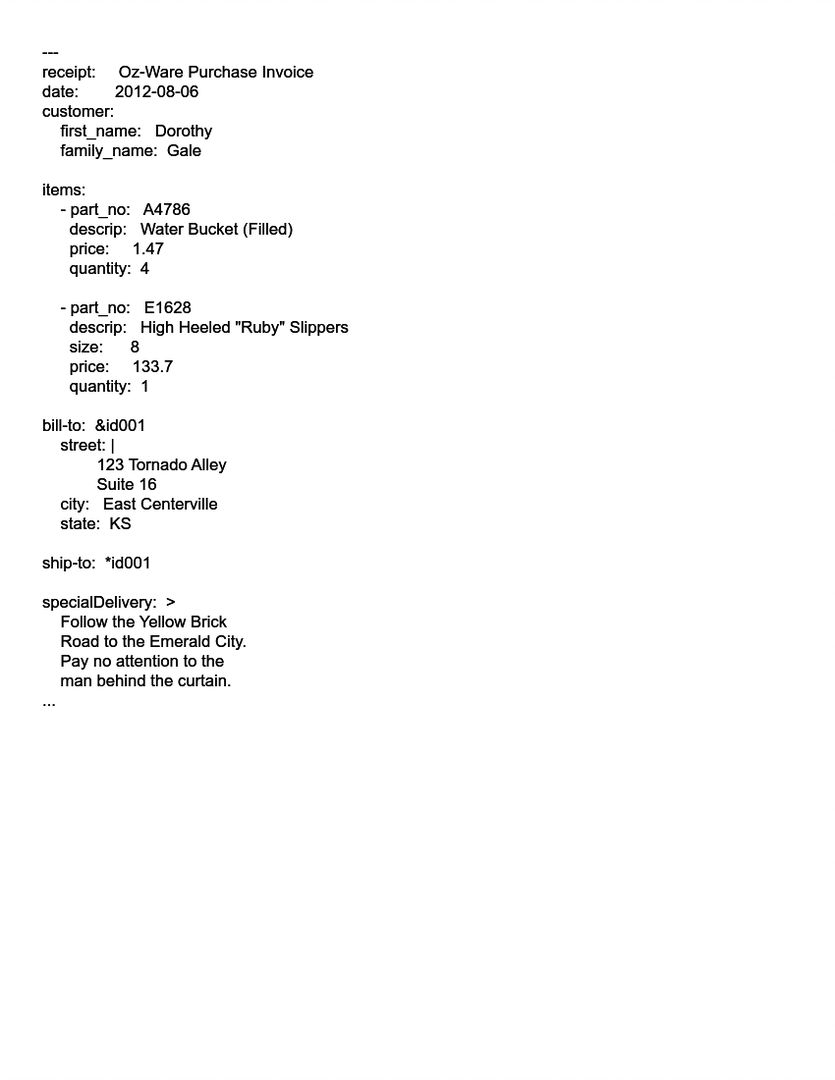 ---
receipt:     Oz-Ware Purchase Invoice
date:        2012-08-06
customer:
    first_name:   Dorothy
    family_name:  Gale

items:
    - part_no:   A4786
      descrip:   Water Bucket (Filled)
      price:     1.47
      quantity:  4

    - part_no:   E1628
      descrip:   High Heeled "Ruby" Slippers
      size:      8
      price:     133.7
      quantity:  1

bill-to:  &id001
    street: |
            123 Tornado Alley
            Suite 16
    city:   East Centerville
    state:  KS

ship-to:  *id001

specialDelivery:  >
    Follow the Yellow Brick
    Road to the Emerald City.
    Pay no attention to the
    man behind the curtain.
...